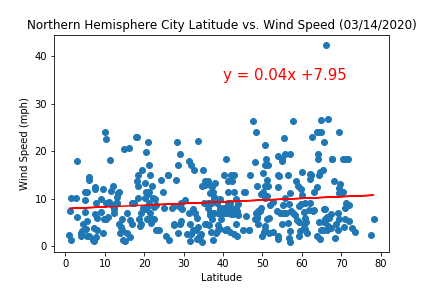 Northern Hemisphere City Latitude vs. Wind Speed (03/14/2020)
40
y = 0.04x +7.95
30
Wind Speed (mph)
20
10
0
0 10 20 30 40 50 60 70 80
Latitude